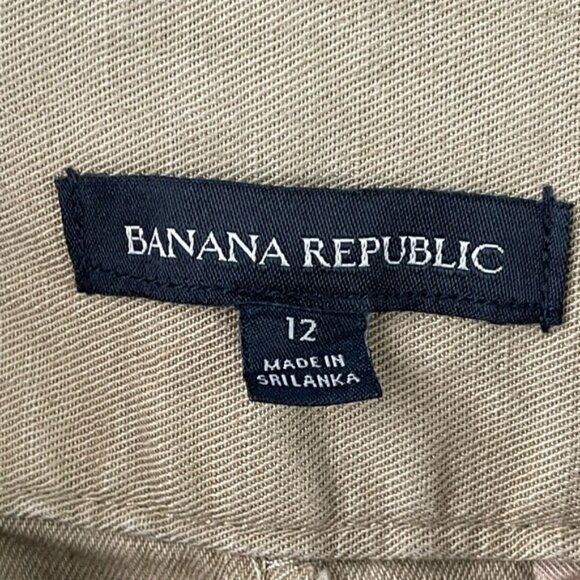 BANANA REPUBLIC
12
MADE IN
SRI LANKA